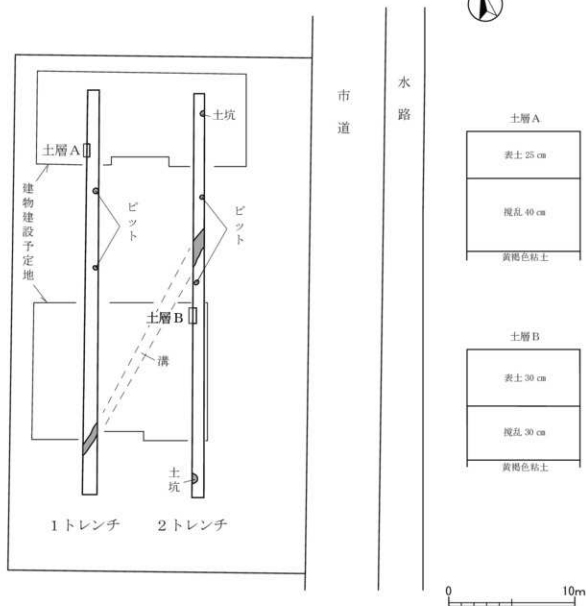 市道
水路
土坑
土層A
ピット
ピット
建物建設予定地
土層B
溝
土坑
1トレンチ
2トレンチ
土層A
表土 25 ㎝
攪乱 40 ㎝
黄褐色粘土
土層B
表土 30 ㎝
攪乱 30 ㎝
黄褐色粘土
0
10m